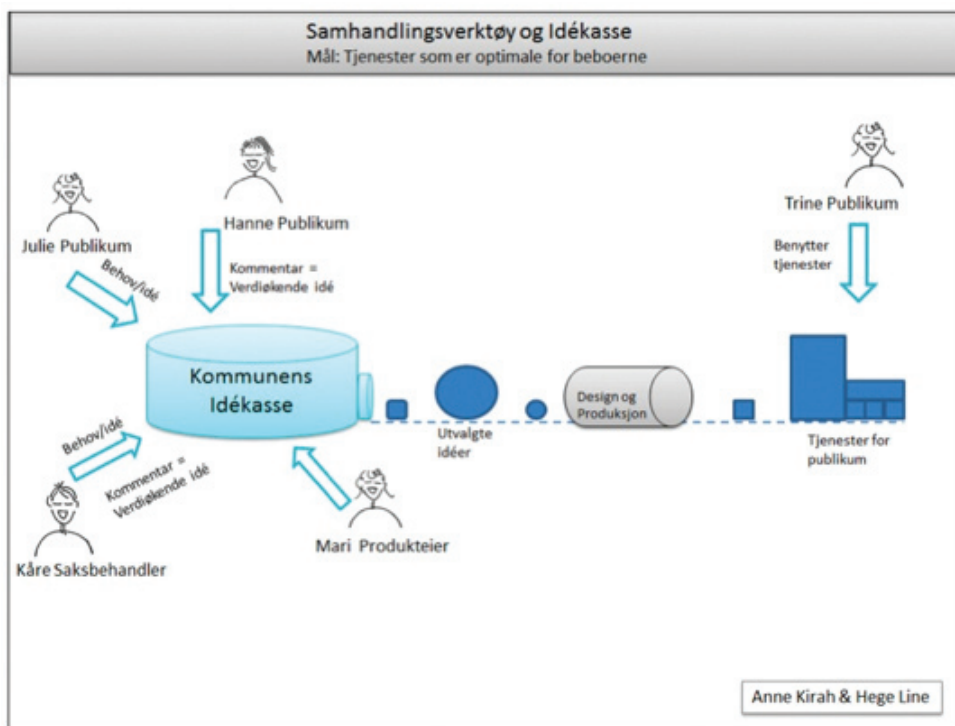 Samhandlingsverktøy og Idékasse
Mål: Tjenester som er optimale for beboerne
Julie Publikum
Behov/idé
Hanne Publikum
Kommentar =
Verdiøkende idé
Trine Publikum
Benytter
tjenester
Kommunens
Idékasse
Utvalgte
idéer
Design og
Produksjon
Tjenester for
publikum
Behov/idé
Kommentar =
Verdiøkende idé
Kåre Saksbehandler
Mari Produkteier
Anne Kirah & Hege Line